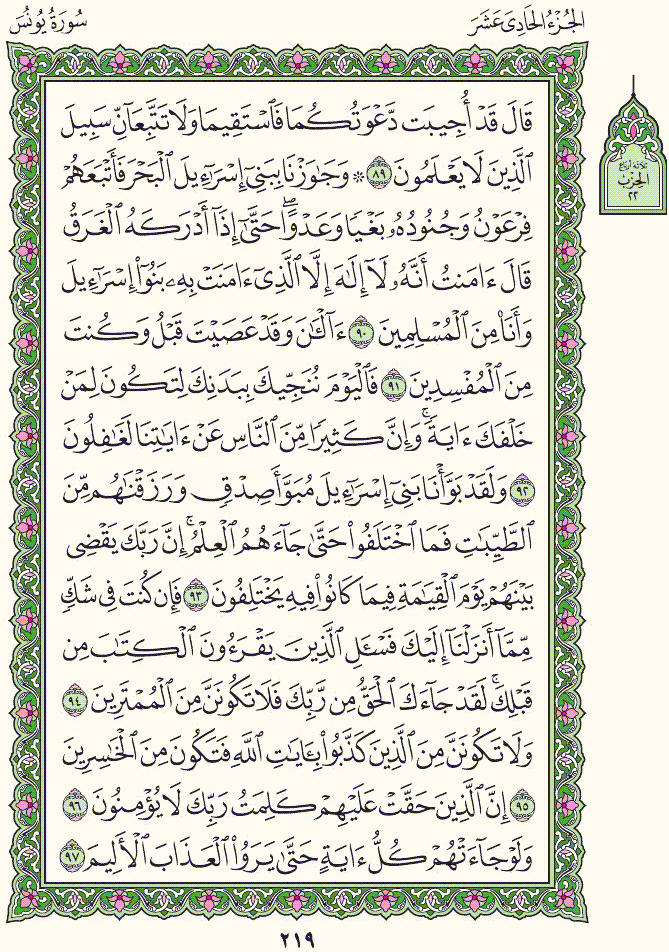 الجُزْءُ الحَادِىَ عَشَرَ
سُورَةُ يُونُسَ
قَالَ قَدْ أُجِيبَت دَّعْوَتُكُمَا فَٱسْتَقِيمَا وَلَا تَتَّبِعَآنِّ سَبِيلَ
ٱلَّذِينَ لَا يَعْلَمُونَ ٨٩ ۞ وَجَٰوَزْنَا بِبَنِىٓ إِسْرَٰٓءِيلَ ٱلْبَحْرَ فَأَتْبَعَهُمْ
فِرْعَوْنُ وَجُنُودُهُۥ بَغْيًا وَعَدْوًا ۖ حَتَّىٰٓ إِذَآ أَدْرَكَهُ ٱلْغَرَقُ
قَالَ ءَامَنتُ أَنَّهُۥ لَآ إِلَٰهَ إِلَّا ٱلَّذِىٓ ءَامَنَتْ بِهِۦ بَنُوٓا۟ إِسْرَٰٓءِيلَ
وَأَنَا۠ مِنَ ٱلْمُسْلِمِينَ ٩٠ ءَآلْـَٰٔنَ وَقَدْ عَصَيْتَ قَبْلُ وَكُنتَ
مِنَ ٱلْمُفْسِدِينَ ٩١ فَٱلْيَوْمَ نُنَجِّيكَ بِبَدَنِكَ لِتَكُونَ لِمَنْ
خَلْفَكَ ءَايَةً ۚ وَإِنَّ كَثِيرًا مِّنَ ٱلنَّاسِ عَنْ ءَايَٰتِنَا لَغَٰفِلُونَ
٩٢ وَلَقَدْ بَوَّأْنَا بَنِىٓ إِسْرَٰٓءِيلَ مُبَوَّأَ صِدْقٍ وَرَزَقْنَٰهُم مِّنَ
ٱلطَّيِّبَٰتِ فَمَا ٱخْتَلَفُوا۟ حَتَّىٰ جَآءَهُمُ ٱلْعِلْمُ ۚ إِنَّ رَبَّكَ يَقْضِى
بَيْنَهُمْ يَوْمَ ٱلْقِيَٰمَةِ فِيمَا كَانُوا۟ فِيهِ يَخْتَلِفُونَ ٩٣ فَإِن كُنتَ فِى شَكٍّ
مِّمَّآ أَنزَلْنَآ إِلَيْكَ فَسْـَٔلِ ٱلَّذِينَ يَقْرَءُونَ ٱلْكِتَٰبَ مِن
قَبْلِكَ ۚ لَقَدْ جَآءَكَ ٱلْحَقُّ مِن رَّبِّكَ فَلَا تَكُونَنَّ مِنَ ٱلْمُمْتَرِينَ ٩٤
وَلَا تَكُونَنَّ مِنَ ٱلَّذِينَ كَذَّبُوا۟ بِـَٔايَٰتِ ٱللَّهِ فَتَكُونَ مِنَ ٱلْخَٰسِرِينَ
٩٥ إِنَّ ٱلَّذِينَ حَقَّتْ عَلَيْهِمْ كَلِمَتُ رَبِّكَ لَا يُؤْمِنُونَ ٩٦
وَلَوْ جَآءَتْهُمْ كُلُّ ءَايَةٍ حَتَّىٰ يَرَوُا۟ ٱلْعَذَابَ ٱلْأَلِيمَ ٩٧
ثلاثة أرباع
الحزب
٢٢
٢١٩